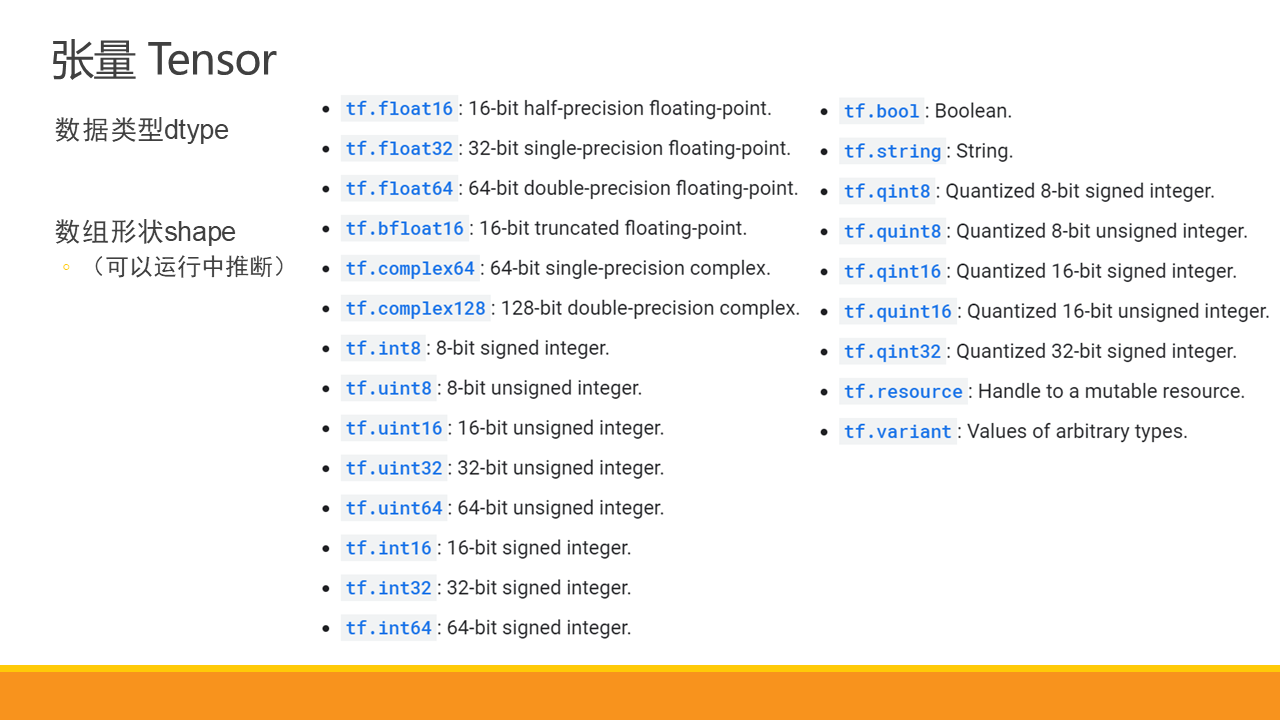 张量 Tensor
数据类型dtype
数组形状shape
◦ （可以运行中推断）
• tf.float16: 16-bit half-precision floating-point.
• tf.float32: 32-bit single-precision floating-point.
• tf.float64: 64-bit double-precision floating-point.
• tf.bfloat16: 16-bit truncated floating-point.
• tf.complex64: 64-bit single-precision complex.
• tf.complex128: 128-bit double-precision complex.
• tf.int8: 8-bit signed integer.
• tf.uint8: 8-bit unsigned integer.
• tf.uint16: 16-bit unsigned integer.
• tf.uint32: 32-bit unsigned integer.
• tf.uint64: 64-bit unsigned integer.
• tf.int16: 16-bit signed integer.
• tf.int32: 32-bit signed integer.
• tf.int64: 64-bit signed integer.
• tf.bool: Boolean.
• tf.string: String.
• tf.qint8: Quantized 8-bit signed integer.
• tf.quint8: Quantized 8-bit unsigned integer.
• tf.qint16: Quantized 16-bit signed integer.
• tf.quint16: Quantized 16-bit unsigned integer.
• tf.qint32: Quantized 32-bit signed integer.
• tf.resource: Handle to a mutable resource.
• tf.variant: Values of arbitrary types.